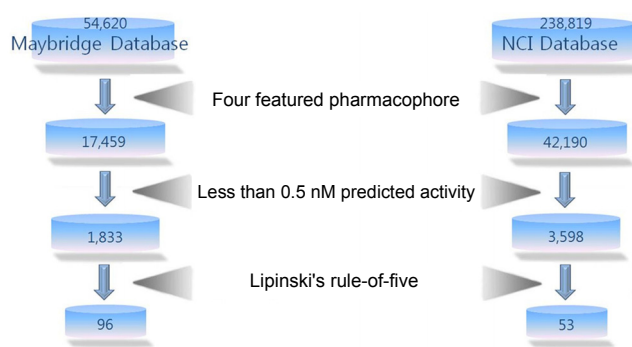 54,620
Maybridge Database
238,819
NCI Database
Four featured pharmacophore
17,459
42,190
Less than 0.5 nM predicted activity
1,833
3,598
Lipinski's rule-of-five
96
53